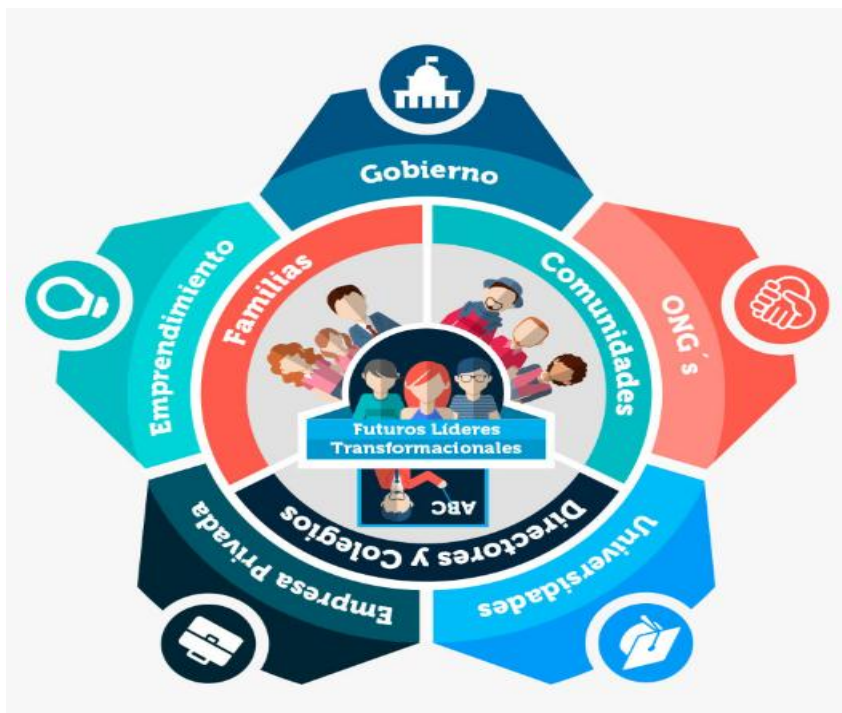 Gobierno
Emprendimiento
Familias
Comunidades
ONG´s
Futuros Líderes
Transformacionales
ABC
Directores y Colegios
Empresa Privada
Universidades